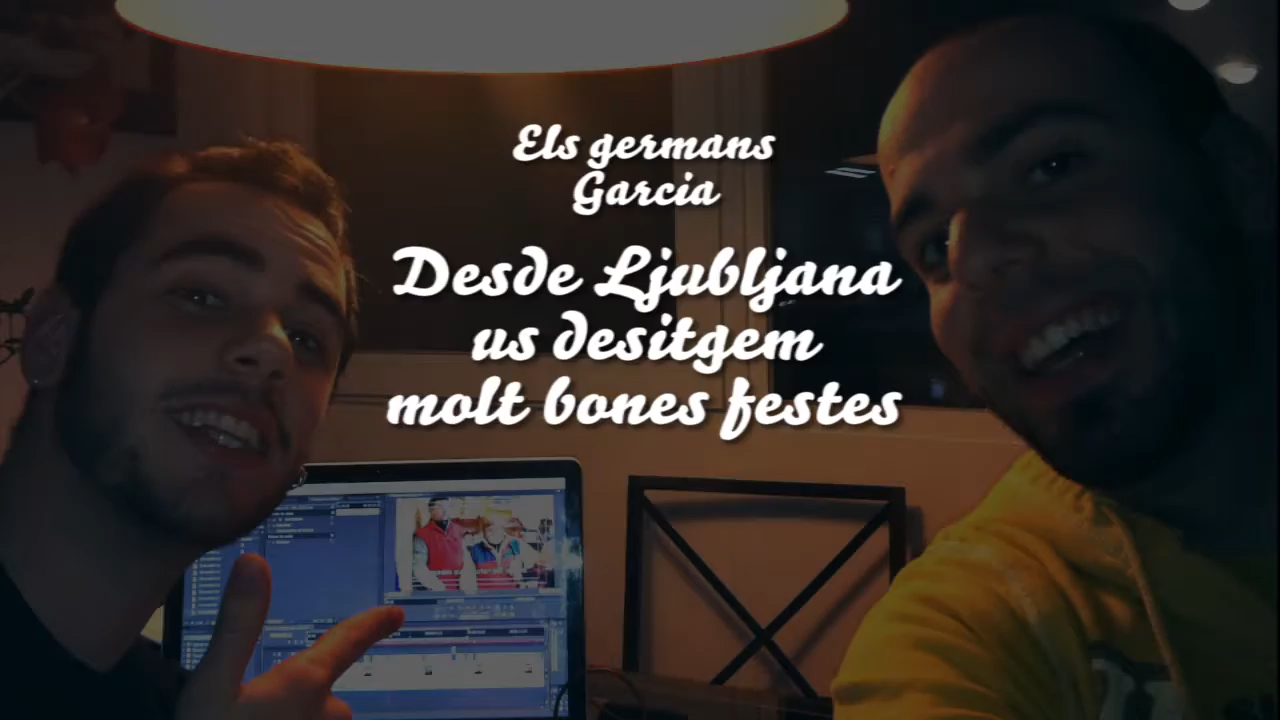 Els germans
Garcia
Desde Ljubljana
us desitgem
molt bones festes